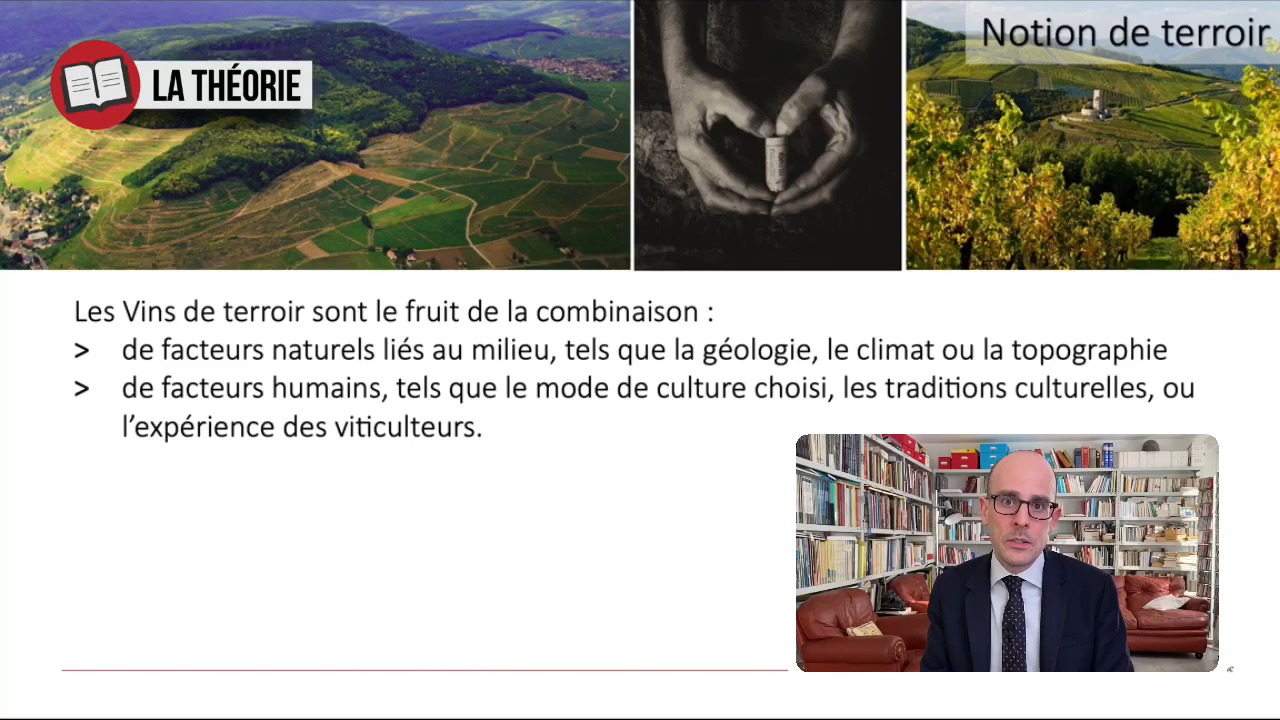 LA THÉORIE
Notion de terroir
Les Vins de terroir sont le fruit de la combinaison :
> de facteurs naturels liés au milieu, tels que la géologie, le climat ou la topographie
> de facteurs humains, tels que le mode de culture choisi, les traditions culturelles, ou
l’expérience des viticulteurs.